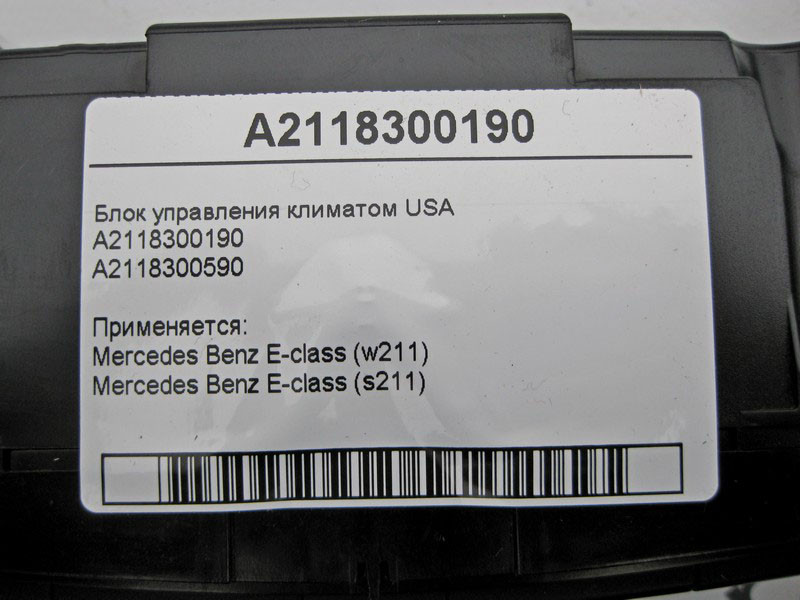 A2118300190
Блок управления климатом USA
A2118300190
A2118300590
Применяется:
Mercedes Benz E-class (w211)
Mercedes Benz E-class (s211)